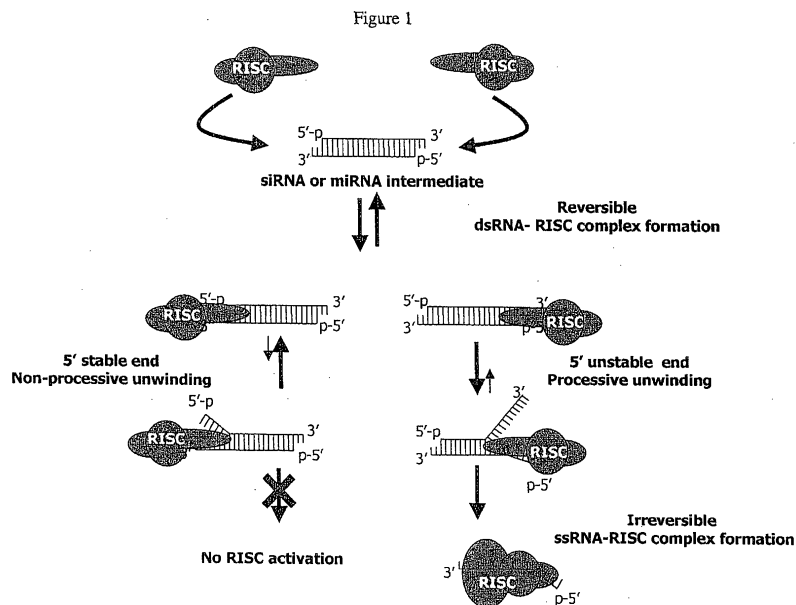 Figure 1
RISC
RISC
5'-p
3'
3'
p-5'
siRNA or miRNA intermediate
Reversible
dsRNA- RISC complex formation
5'-p
3'
RISC
p-5'
5'-p
3'
3'
p-5'
RISC
5' stable end
Non-processive unwinding
5' unstable end
Processive unwinding
5'-p
3'
RISC
p-5'
3'
5'-p
3'
RISC
p-5'
No RISC activation
Irreversible
ssRNA-RISC complex formation
3'
RISC
p-5'